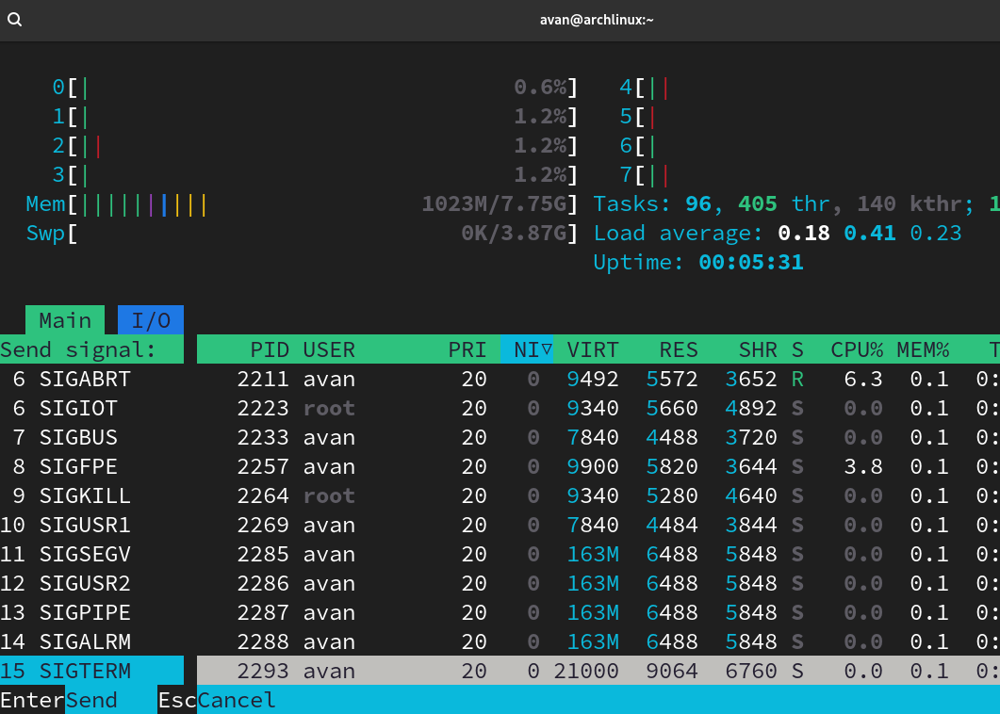 avan@archlinux:~
0[| 0.6%] 4[||
1[| 1.2%] 5[|
2[|| 1.2%] 6[|
3[| 1.2%] 7[||
Mem[|||||||||| 1023M/7.75G] Tasks: 96, 405 thr, 140 kthr; 1
Swp[ 0K/3.87G] Load average: 0.18 0.41 0.23
Uptime: 00:05:31
Main I/O
Send signal: PID USER PRI NI▽ VIRT RES SHR S CPU% MEM% T
6 SIGABRT 2211 avan 20 0 9492 5572 3652 R 6.3 0.1 0:
6 SIGIOT 2223 root 20 0 9340 5660 4892 S 0.0 0.1 0:
7 SIGBUS 2233 avan 20 0 7840 4488 3720 S 0.0 0.1 0:
8 SIGFPE 2257 avan 20 0 9900 5820 3644 S 3.8 0.1 0:
9 SIGKILL 2264 root 20 0 9340 5280 4640 S 0.0 0.1 0:
10 SIGUSR1 2269 avan 20 0 7840 4484 3844 S 0.0 0.1 0:
11 SIGSEGV 2285 avan 20 0 163M 6488 5848 S 0.0 0.1 0:
12 SIGUSR2 2286 avan 20 0 163M 6488 5848 S 0.0 0.1 0:
13 SIGPIPE 2287 avan 20 0 163M 6488 5848 S 0.0 0.1 0:
14 SIGALRM 2288 avan 20 0 163M 6488 5848 S 0.0 0.1 0:
15 SIGTERM 2293 avan 20 0 21000 9064 6760 S 0.0 0.1 0:
EnterSend EscCancel